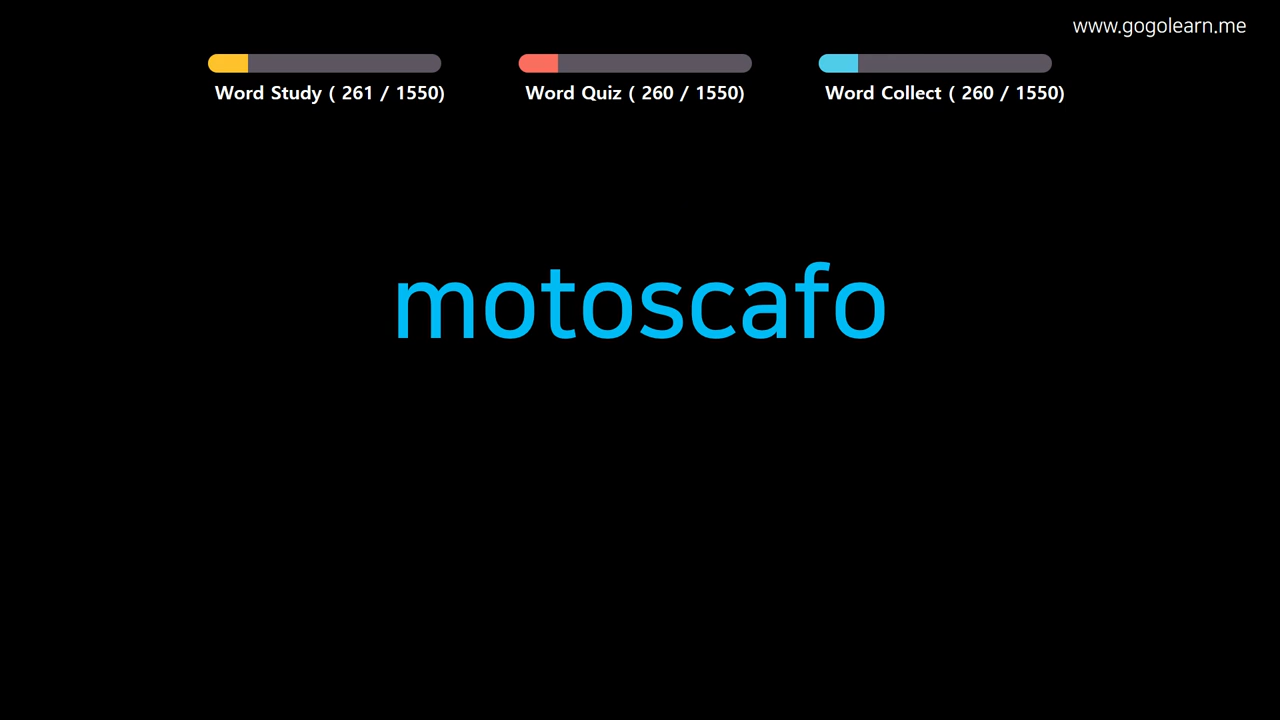 www.gogolearn.me
Word Study ( 261 / 1550)
Word Quiz ( 260 / 1550)
Word Collect ( 260 / 1550)
motoscafo